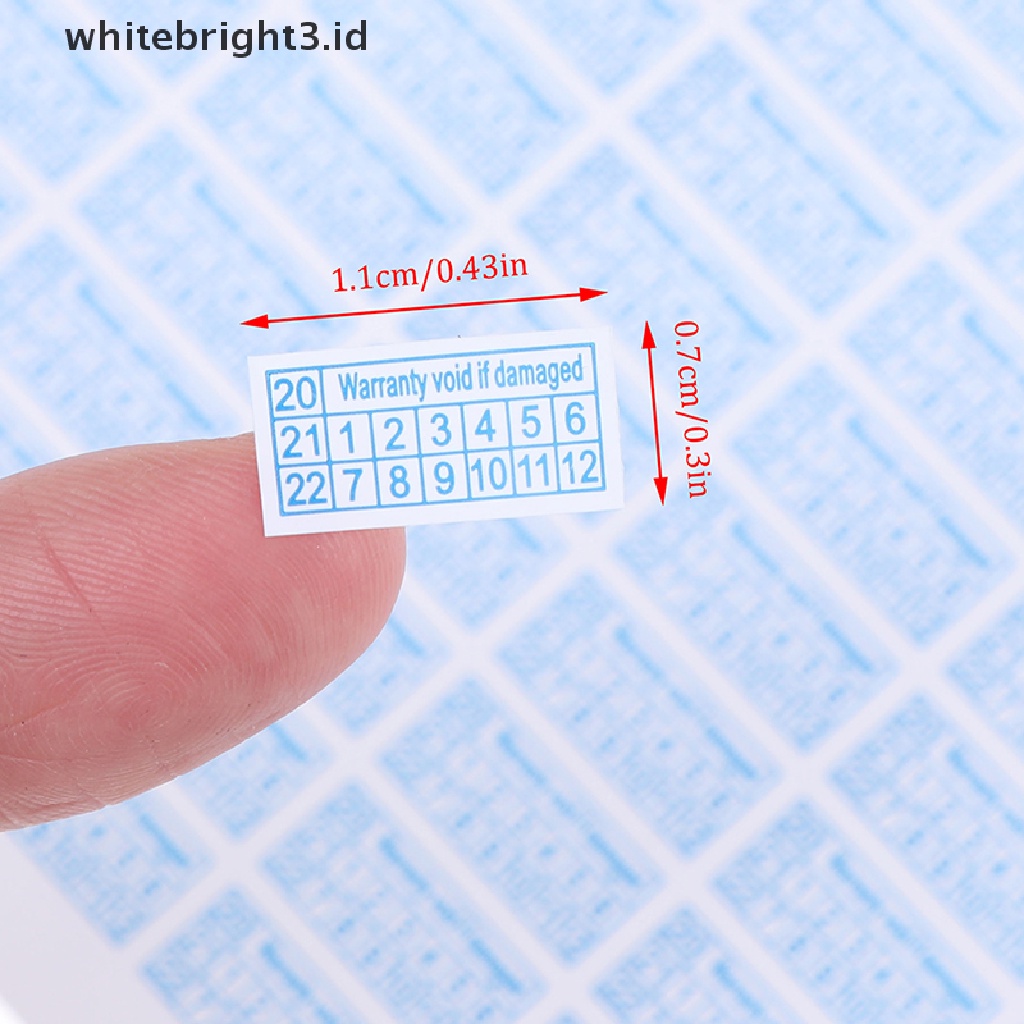 whitebright3.id
1.1cm/0.43in
0.7cm/0.3in
20 Warranty void if damaged
21 1 2 3 4 5 6
22 7 8 9 10 11 12